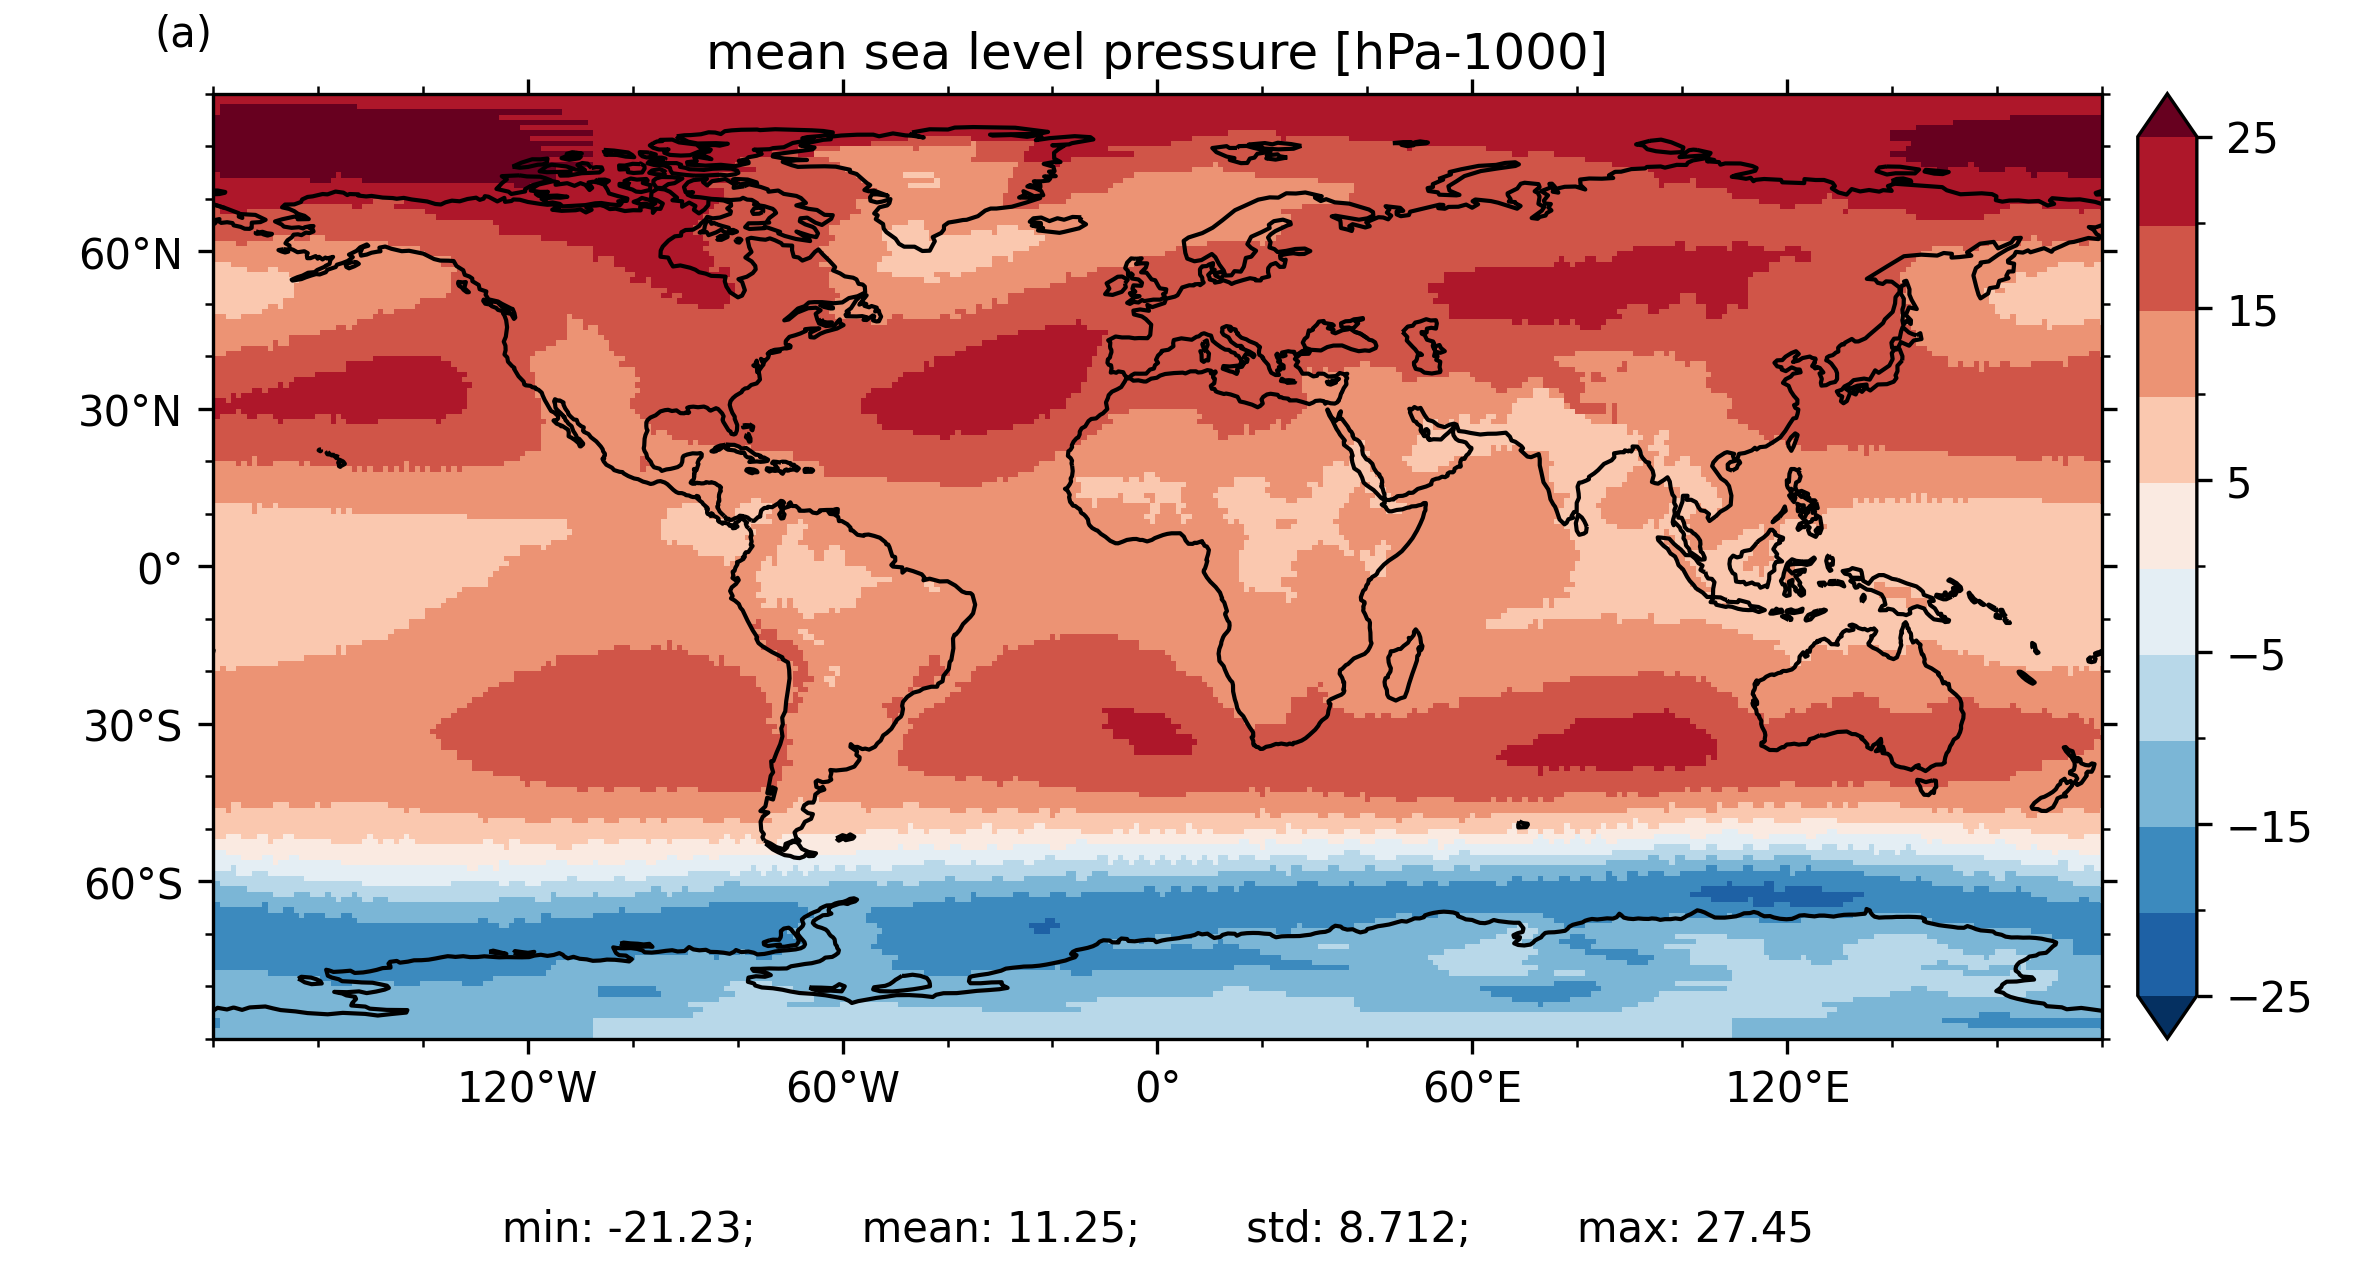 (a)
mean sea level pressure [hPa-1000]
60°N
30°N
0°
30°S
60°S
120°W 60°W 0° 60°E 120°E
25
15
5
−5
−15
−25
min: -21.23; mean: 11.25; std: 8.712; max: 27.45